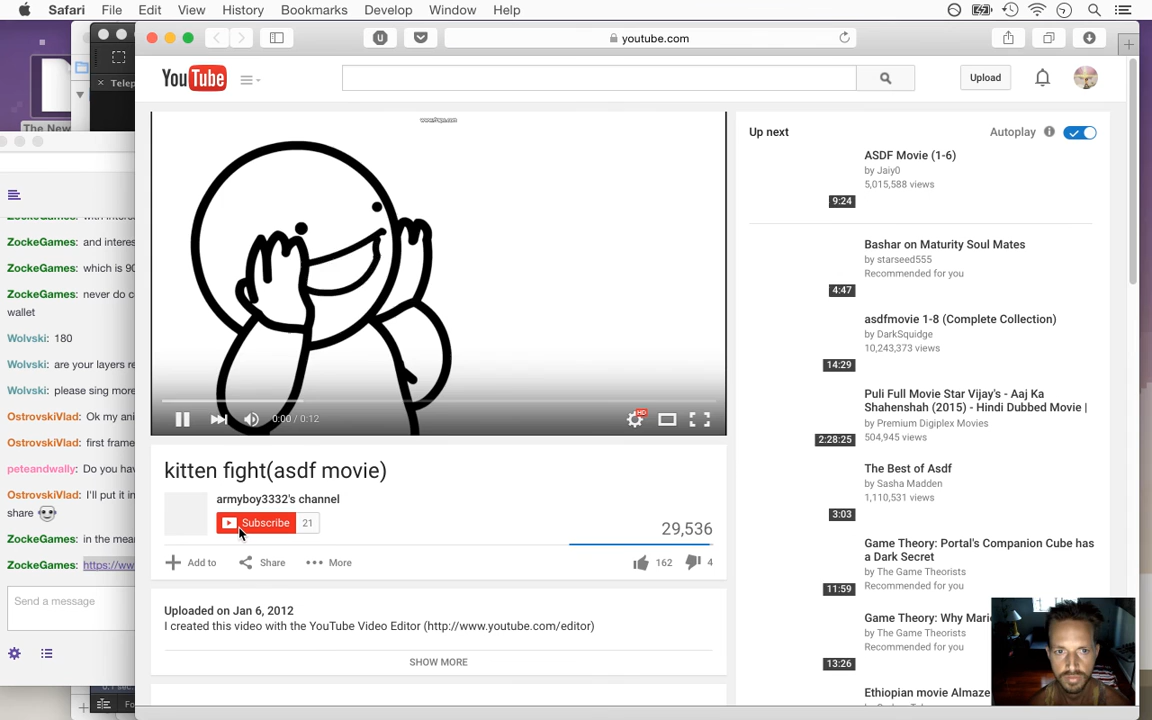 Safari File Edit View History Bookmarks Develop Window Help
youtube.com
YouTube
Upload
The New
Telep
ZockeGames: with interes
ZockeGames: and interes
ZockeGames: which is 90
ZockeGames: never do c
wallet
Wolvski: 180
Wolvski: are your layers re
Wolvski: please sing more
OstrovskiVlad: Ok my ani
OstrovskiVlad: first frame
peteandwally: Do you hav
OstrovskiVlad: I'll put it in
share
ZockeGames: in the mear
ZockeGames: https://ww
Send a message
0:00 / 0:12
HD
kitten fight(asdf movie)
armyboy3332's channel
Subscribe 21
29,536
Add to Share More 162 4
Uploaded on Jan 6, 2012
I created this video with the YouTube Video Editor (http://www.youtube.com/editor)
SHOW MORE
Up next Autoplay
ASDF Movie (1-6)
by Jaiy0
5,015,588 views
9:24
Bashar on Maturity Soul Mates
by starseed555
Recommended for you
4:47
asdfmovie 1-8 (Complete Collection)
by DarkSquidge
10,243,373 views
14:29
Puli Full Movie Star Vijay's - Aaj Ka
Shahenshah (2015) - Hindi Dubbed Movie |
by Premium Digiplex Movies
504,945 views
2:28:25
The Best of Asdf
by Sasha Madden
1,110,531 views
3:03
Game Theory: Portal's Companion Cube has
a Dark Secret
by The Game Theorists
Recommended for you
11:59
Game Theory: Why Mari
by The Game Theorists
Recommended for you
13:26
Ethiopian movie Almaze